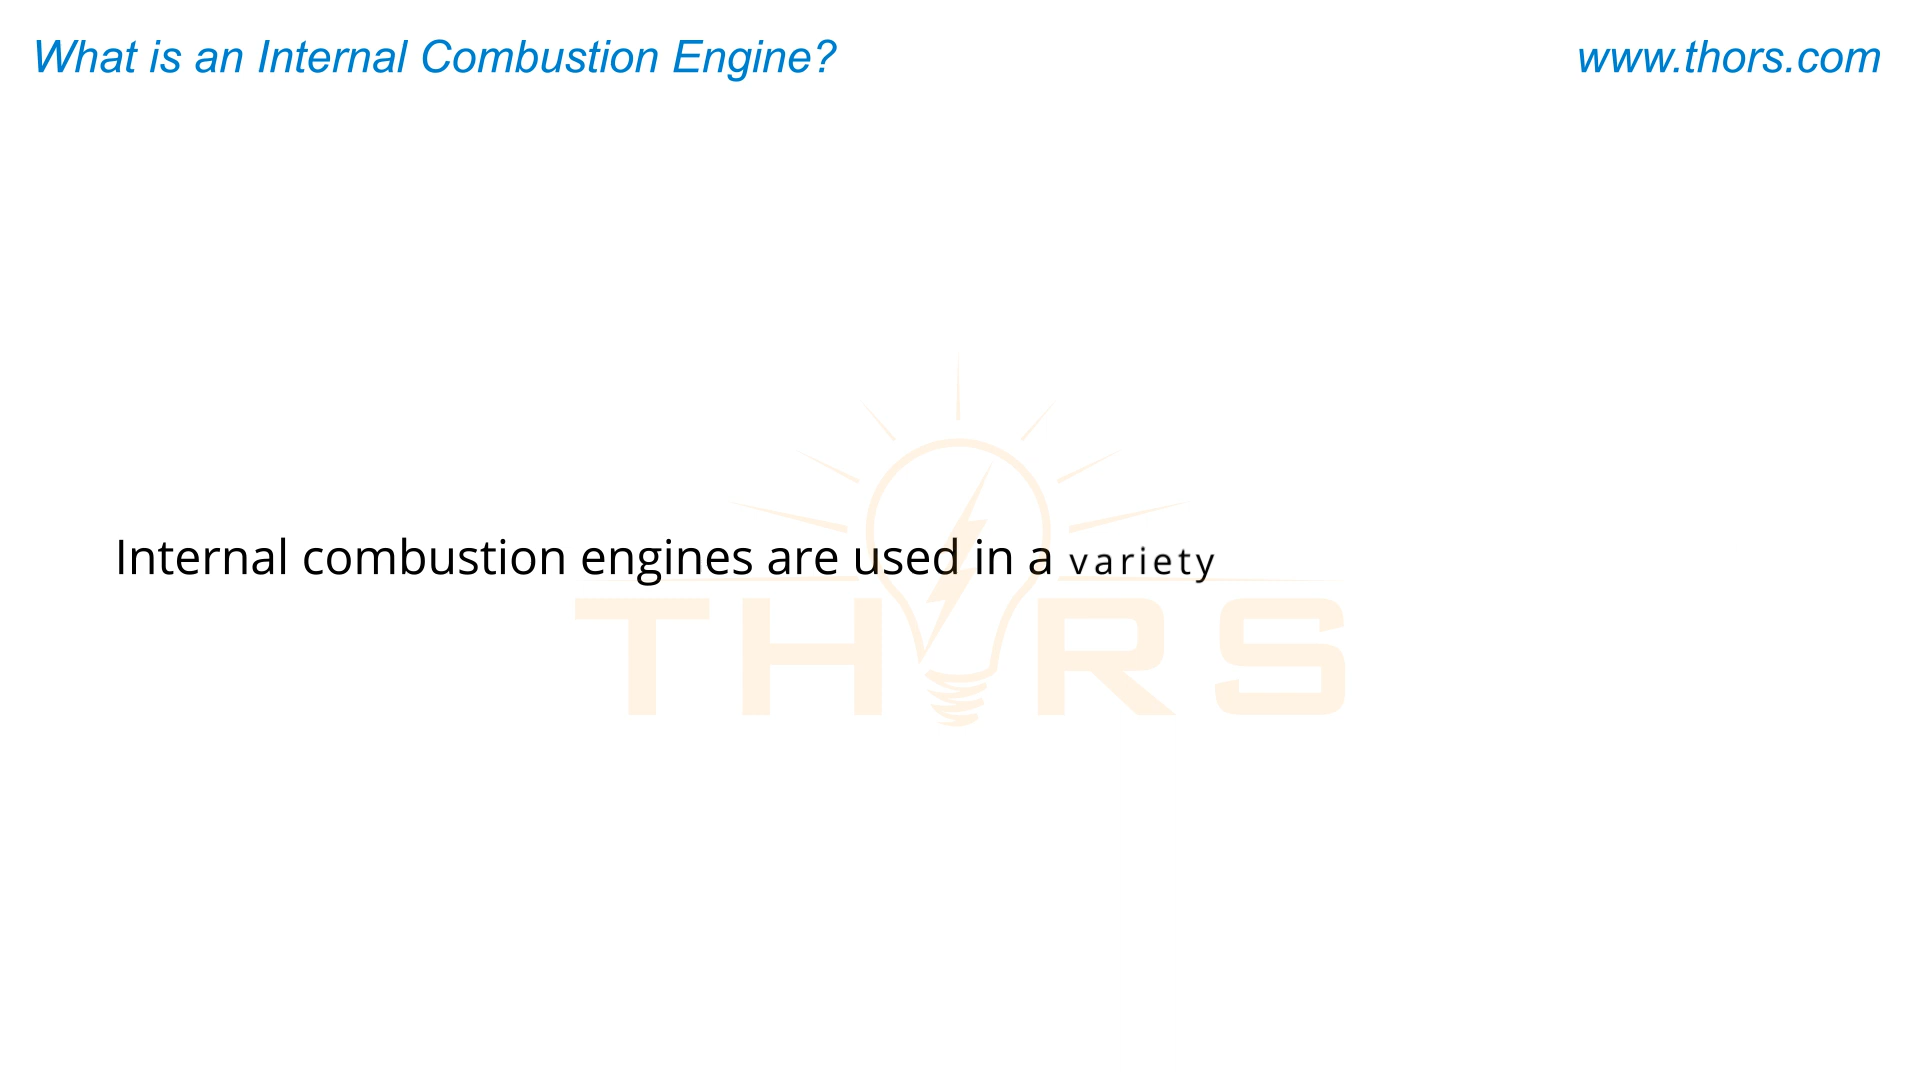 What is an Internal Combustion Engine?
www.thors.com
Internal combustion engines are used in a variety
THORS